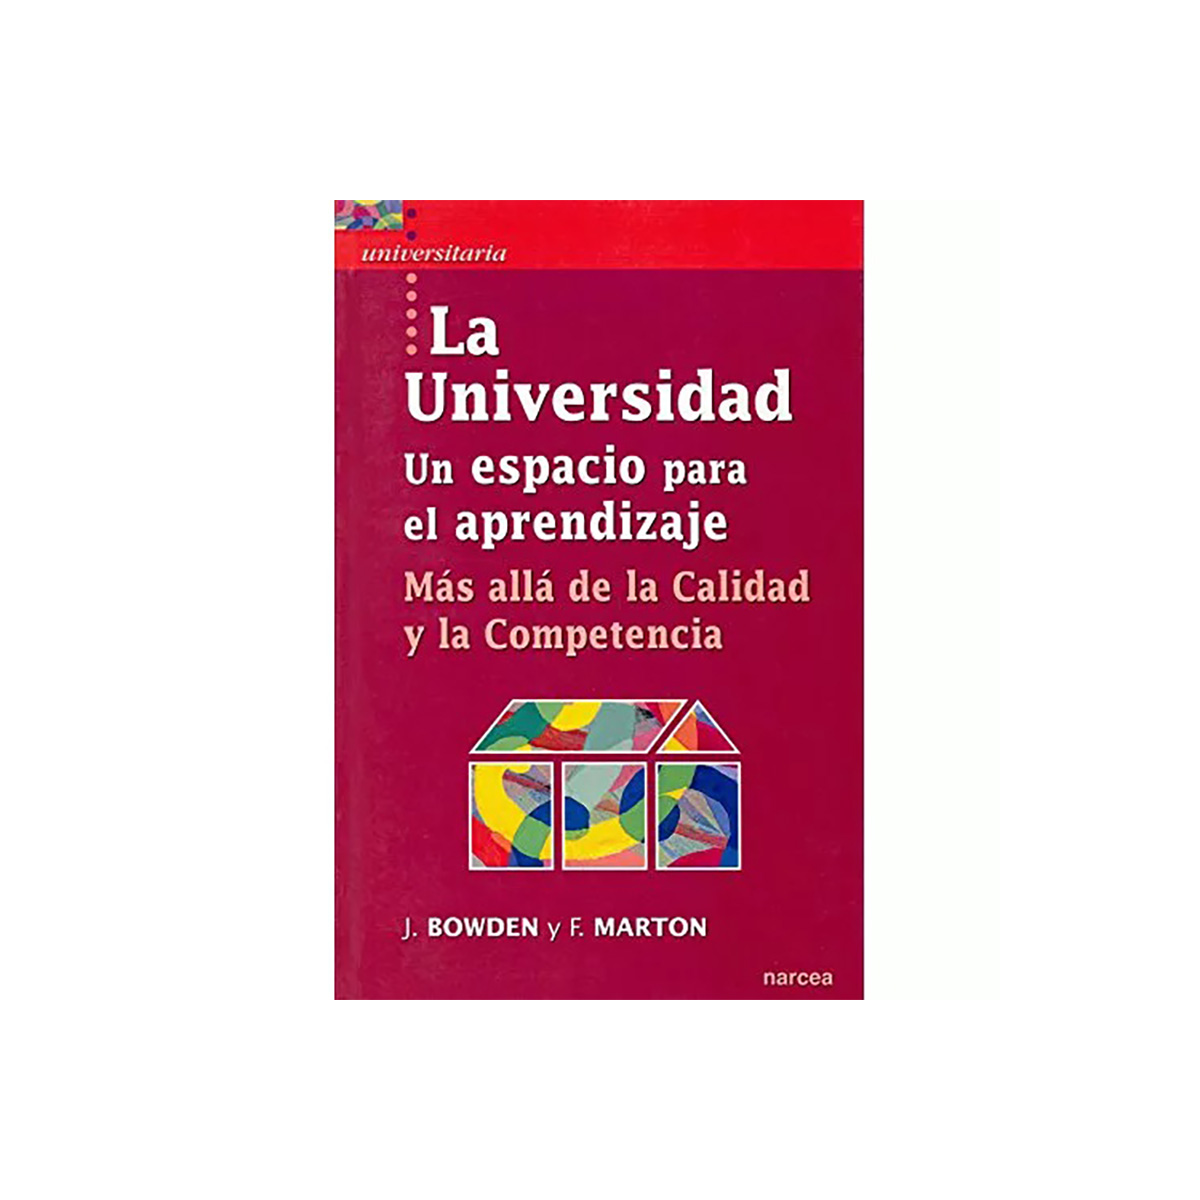 universitaria
La
Universidad
Un espacio para
el aprendizaje
Más allá de la Calidad
y la Competencia
J. BOWDEN y F. MARTON
narcea